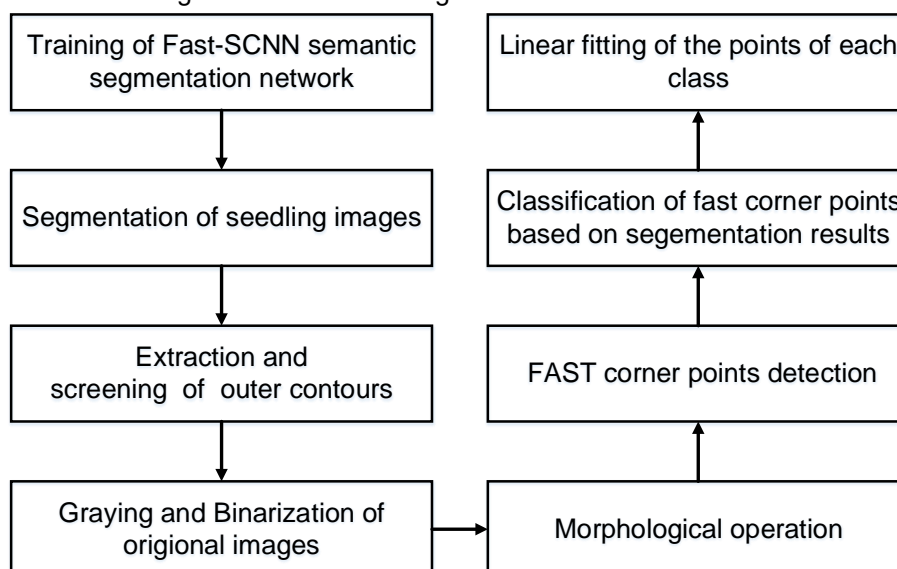 Training of Fast-SCNN semantic
segmentation network
Segmentation of seedling images
Extraction and
screening of outer contours
Graying and Binarization of
origional images
Morphological operation
FAST corner points detection
Classification of fast corner points
based on segementation results
Linear fitting of the points of each
class